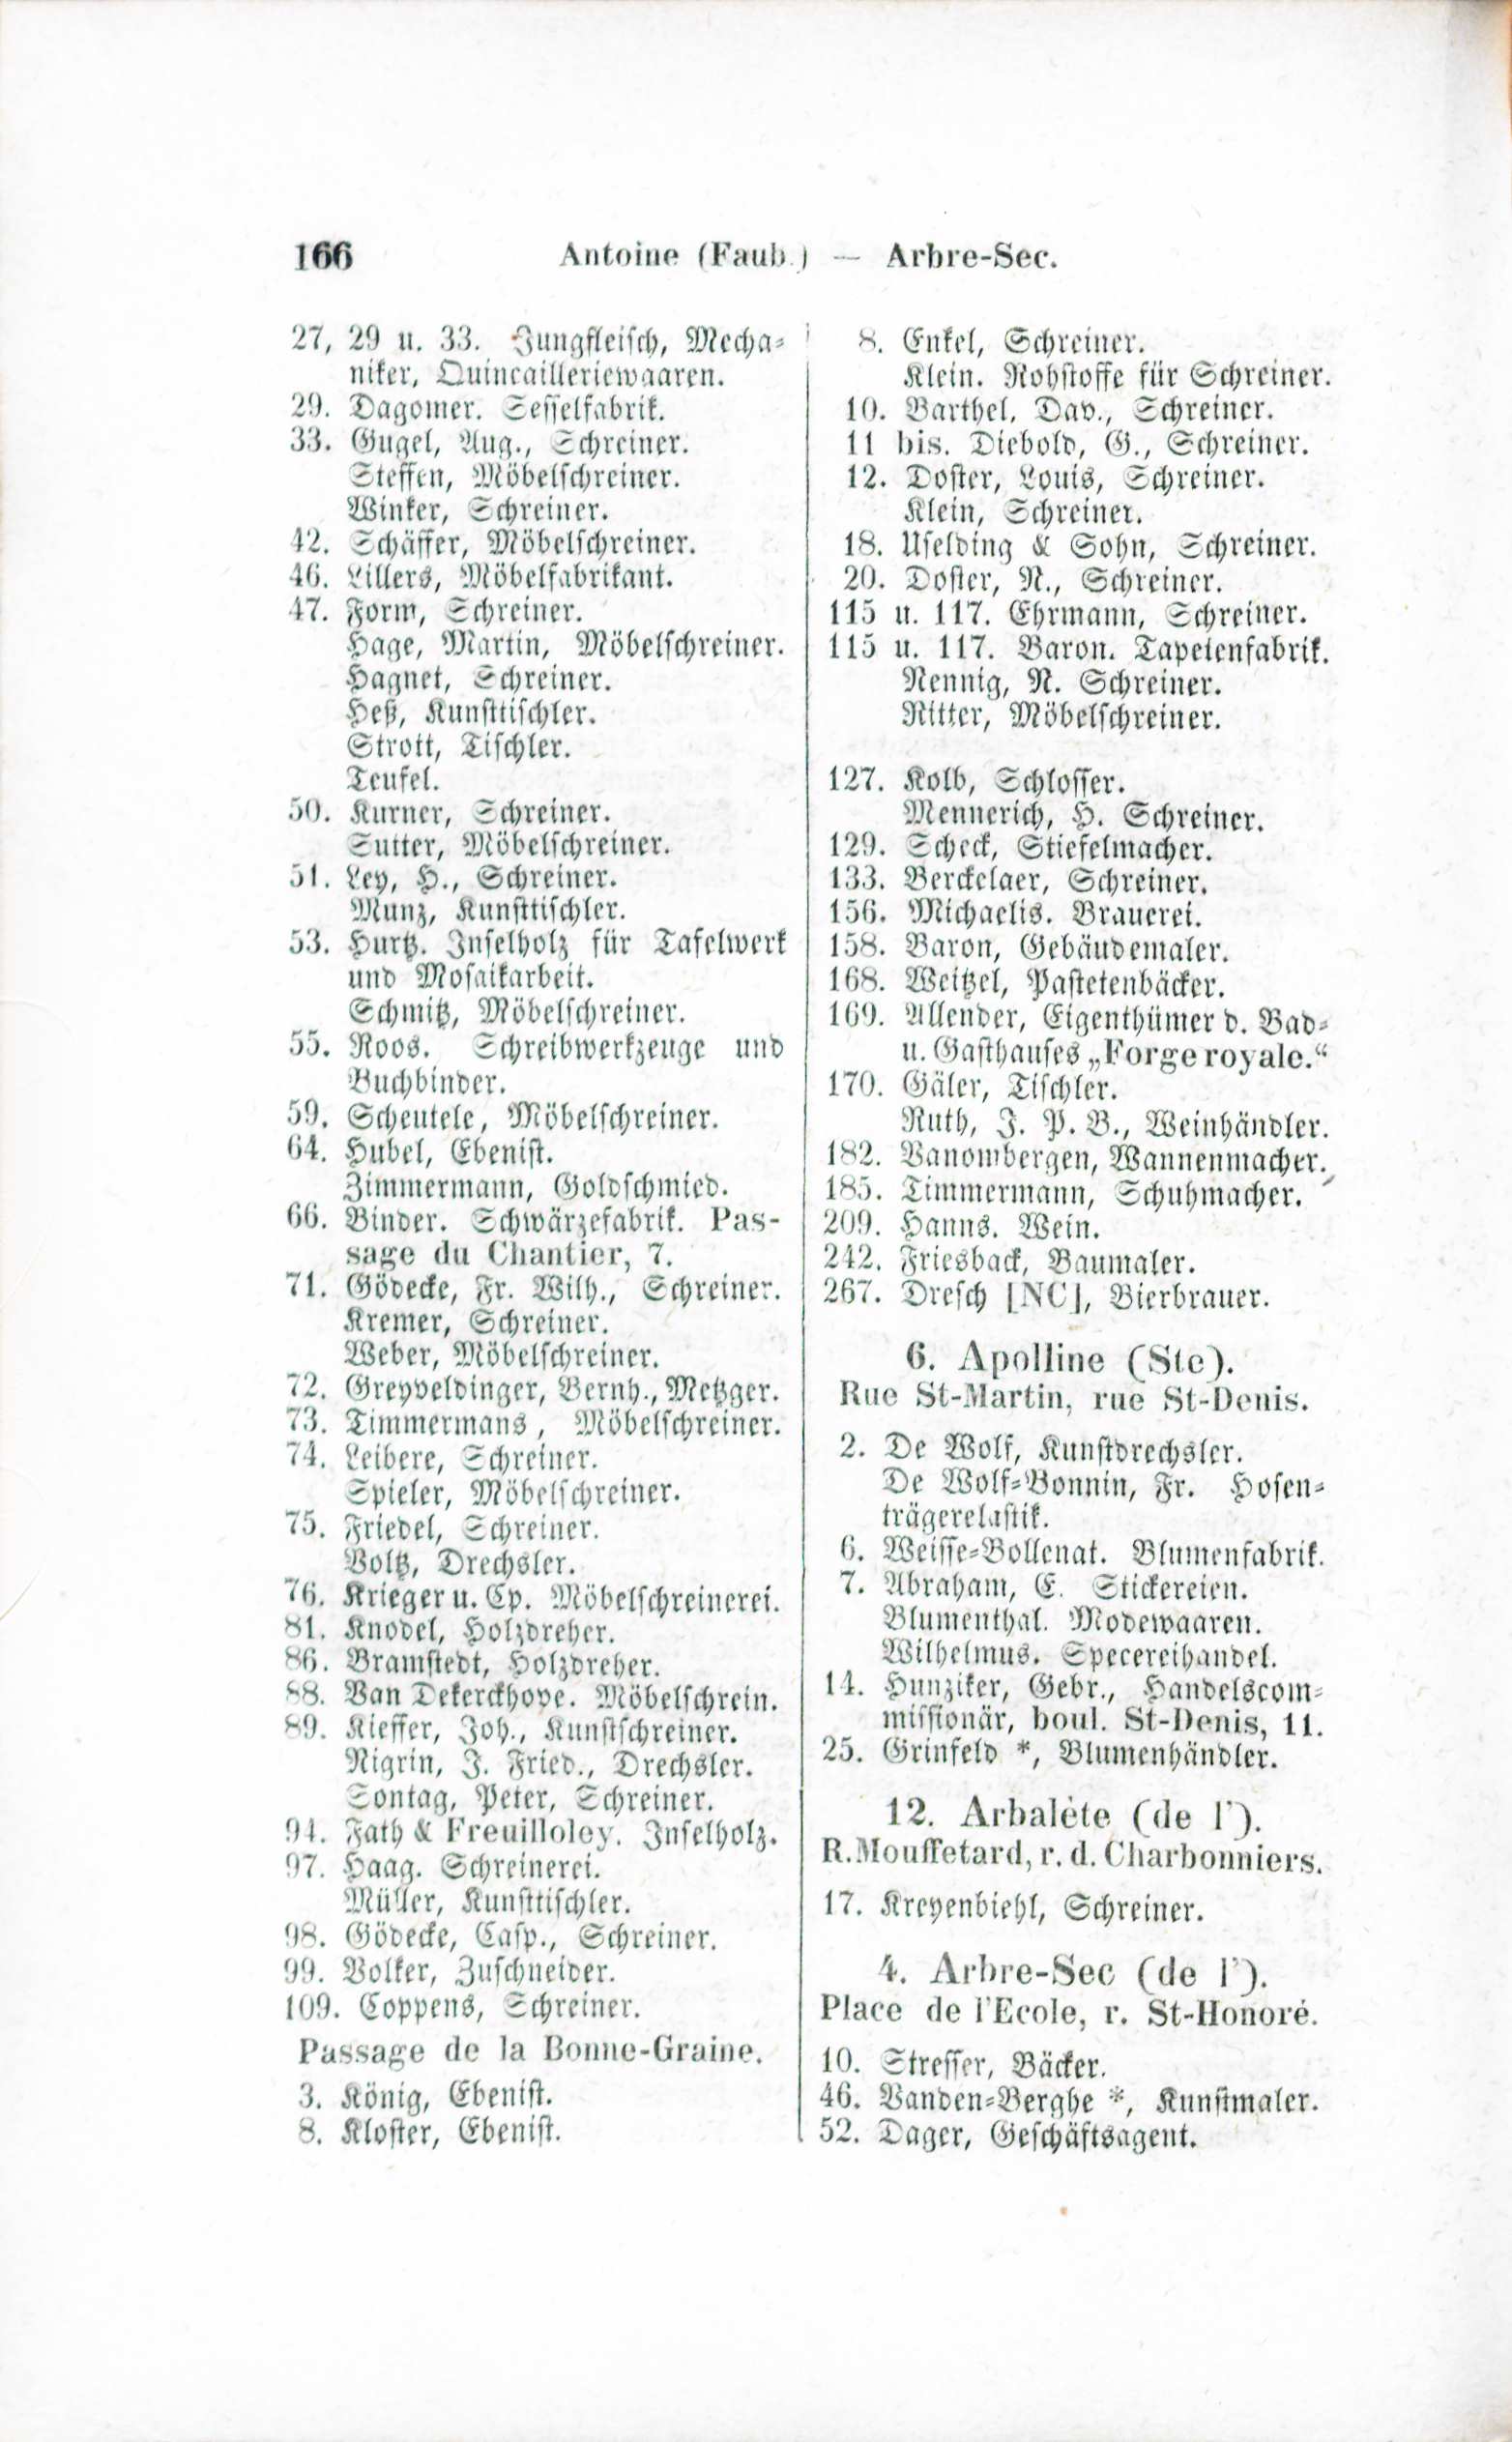 166 Antoine (Faub.) — Arbre-Sec.
27, 29 u. 33. Jungfleisch, Mecha-
niker, Quincailleriewaaren.
29. Dagomer. Sesselfabrik.
33. Gugel, Aug., Schreiner.
Steffen, Möbelschreiner.
Winker, Schreiner.
42. Schäffer, Möbelschreiner.
46. Lillers, Möbelfabrikant.
47. Form, Schreiner.
Hage, Martin, Möbelschreiner.
Hagnet, Schreiner.
Heß, Kunsttischler.
Strott, Tischler.
Teufel.
50. Kurner, Schreiner.
Sutter, Möbelschreiner.
51. Ley, H., Schreiner.
Munz, Kunsttischler.
53. Hurtz. Inselholz für Tafelwerk
und Mosaikarbeit.
Schmitz, Möbelschreiner.
55. Roos. Schreibwerkzeuge und
Buchbinder.
59. Scheutele, Möbelschreiner.
64. Hubel, Ebenist.
Zimmermann, Goldschmied.
66. Binder. Schwärzefabrik. Pas-
sage du Chantier, 7.
71. Gödecke, Fr. Wilh., Schreiner.
Kremer, Schreiner.
Weber, Möbelschreiner.
72. Greyveldinger, Bernh., Metzger.
73. Timmermans, Möbelschreiner.
74. Leibere, Schreiner.
Spieler, Möbelschreiner.
75. Friedel, Schreiner.
Voltz, Drechsler.
76. Krieger u. Cp. Möbelschreinerei.
81. Knodel, Holzdreher.
86. Bramstedt, Holzdreher.
88. Van Dekerckhove. Möbelschrein.
89. Kieffer, Joh., Kunstschreiner.
Nigrin, J. Fried., Drechsler.
Sontag, Peter, Schreiner.
94. Fath & Freuilloley. Inselholz.
97. Haag. Schreinerei.
Müller, Kunsttischler.
98. Gödecke, Casp., Schreiner.
99. Volker, Zuschneider.
109. Coppens, Schreiner.
Passage de la Bonne-Graine.
3. König, Ebenist.
8. Kloster, Ebenist.
8. Enkel, Schreiner.
Klein. Rohstoffe für Schreiner.
10. Barthel, Dav., Schreiner.
11 bis. Diebold, G., Schreiner.
12. Doster, Louis, Schreiner.
Klein, Schreiner.
18. Uselding & Sohn, Schreiner.
20. Doster, N., Schreiner.
115 u. 117. Ehrmann, Schreiner.
115 u. 117. Baron. Tapetenfabrik.
Nennig, N. Schreiner.
Ritter, Möbelschreiner.
127. Kolb, Schlosser.
Mennerich, H. Schreiner.
129. Scheck, Stiefelmacher.
133. Berckelaer, Schreiner.
156. Michaelis. Brauerei.
158. Baron, Gebäudemaler.
168. Weitzel, Pastetenbäcker.
169. Allender, Eigenthümer d. Bad-
u. Gasthauses „Forge royale.“
170. Gäler, Tischler.
Ruth, J. P. B., Weinhändler.
182. Vanombergen, Wannenmacher.
185. Timmermann, Schuhmacher.
209. Hanns. Wein.
242. Friesback, Baumaler.
267. Dresch [NC], Bierbrauer.
6. Apolline (Ste).
Rue St-Martin, rue St-Denis.
2. De Wolf, Kunstdrechsler.
De Wolf-Bonnin, Fr. Hosen-
trägerelastik.
6. Weisse-Bollenat. Blumenfabrik.
7. Abraham, E. Stickereien.
Blumenthal. Modewaaren.
Wilhelmus. Specereihandel.
14. Hunziker, Gebr., Handelscom-
missionär, boul. St-Denis, 11.
25. Grinfeld *, Blumenhändler.
12. Arbalète (de l').
R. Mouffetard, r. d. Charbonniers.
17. Kreyenbiehl, Schreiner.
4. Arbre-Sec (de l').
Place de l'Ecole, r. St-Honoré.
10. Stresser, Bäcker.
46. Vanden-Berghe *, Kunstmaler.
52. Dager, Geschäftsagent.